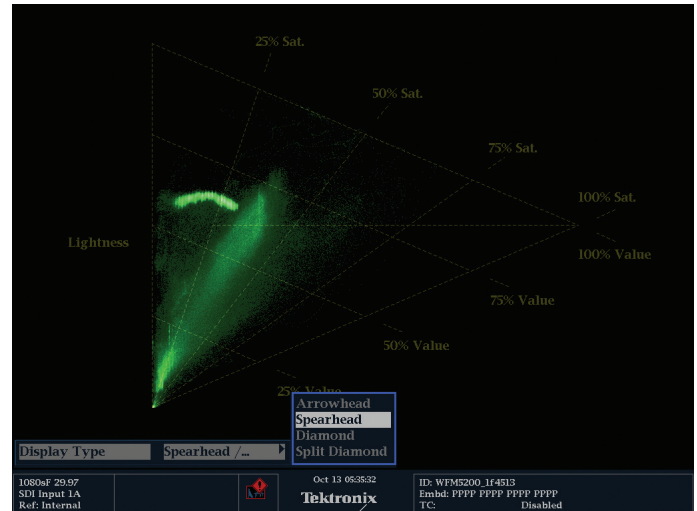 25% Sat.
50% Sat.
75% Sat.
100% Sat.
Lightness
100% Value
75% Value
50% Value
25% Value
Arrowhead
Spearhead
Diamond
Split Diamond
Display Type
Spearhead /...
1080sF 29.97
SDI Input 1A
Ref: Internal
Oct 13 05:35:32
Tektronix
ID: WFM5200_1f4513
Embd: PPPP PPPP PPPP PPPP
TC: Disabled